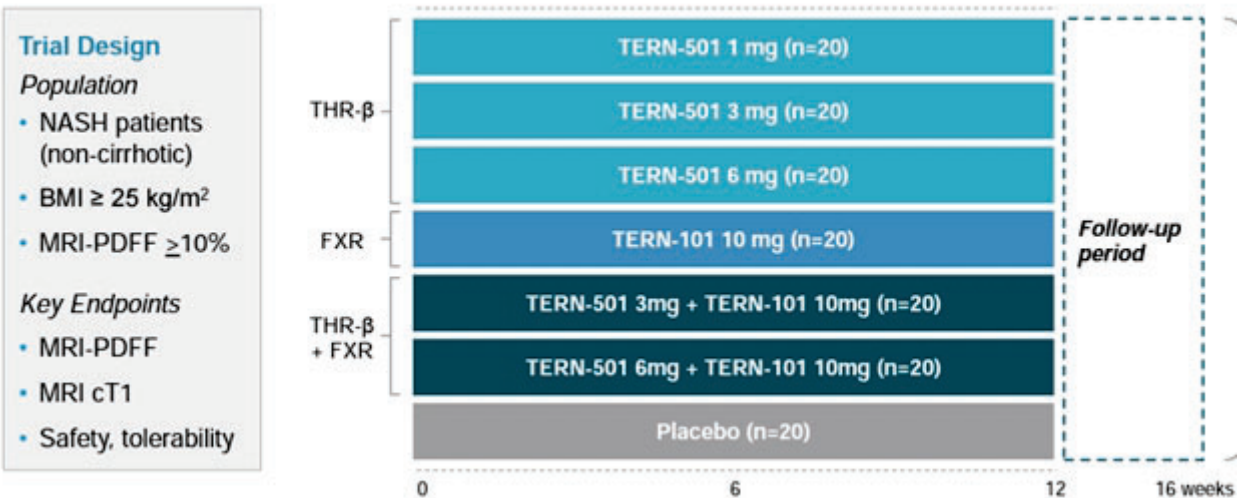 Trial Design
Population
• NASH patients
(non-cirrhotic)
• BMI ≥ 25 kg/m²
• MRI-PDFF ≥10%
Key Endpoints
• MRI-PDFF
• MRI cT1
• Safety, tolerability
THR-β
FXR
THR-β
+ FXR
TERN-501 1 mg (n=20)
TERN-501 3 mg (n=20)
TERN-501 6 mg (n=20)
TERN-101 10 mg (n=20)
TERN-501 3mg + TERN-101 10mg (n=20)
TERN-501 6mg + TERN-101 10mg (n=20)
Placebo (n=20)
Follow-up
period
0 6 12 16 weeks